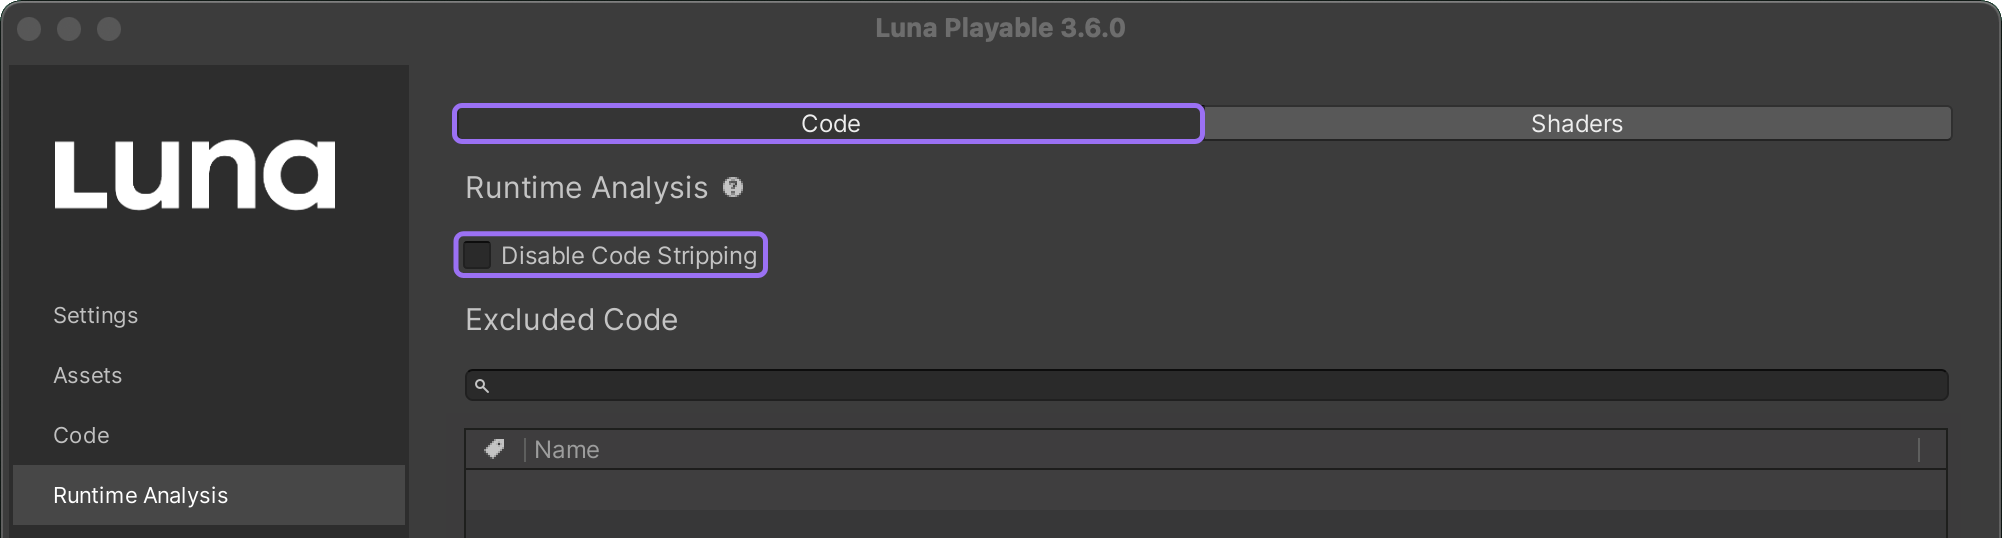 Luna Playable 3.6.0
Luna
Settings
Assets
Code
Runtime Analysis
Code
Shaders
Runtime Analysis
Disable Code Stripping
Excluded Code
Name